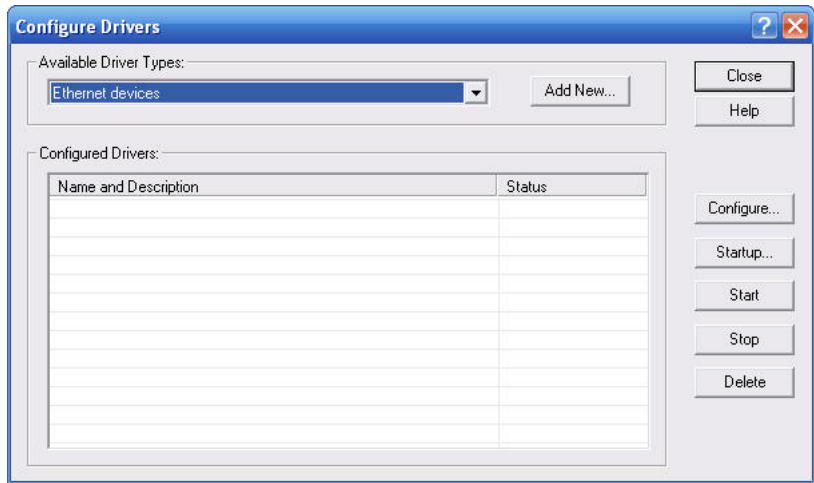 Configure Drivers
Available Driver Types:
Ethernet devices
Add New...
Close
Help
Configured Drivers:
Name and Description Status
Configure...
Startup...
Start
Stop
Delete